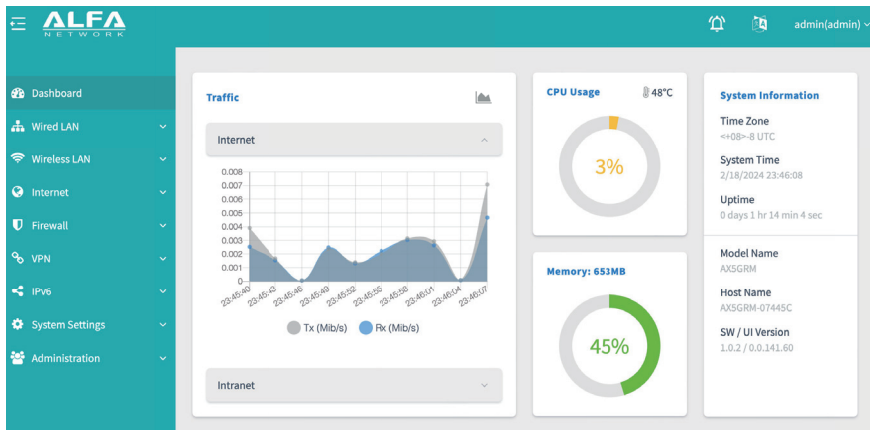 ALFA
NETWORK
admin(admin)
Dashboard
Wired LAN
Wireless LAN
Internet
Firewall
VPN
IPv6
System Settings
Administration
Traffic
Internet
0.008
0.007
0.006
0.005
0.004
0.003
0.002
0.001
0
23:45:40
23:45:43
23:45:46
23:45:49
23:45:52
23:45:55
23:45:58
23:46:01
23:46:04
23:46:07
Tx (Mib/s) Rx (Mib/s)
Intranet
CPU Usage 48°C
3%
Memory: 653MB
45%
System Information
Time Zone
<+08>-8 UTC
System Time
2/18/2024 23:46:08
Uptime
0 days 1 hr 14 min 4 sec
Model Name
AX5GRM
Host Name
AX5GRM-07445C
SW / UI Version
1.0.2 / 0.0.141.60